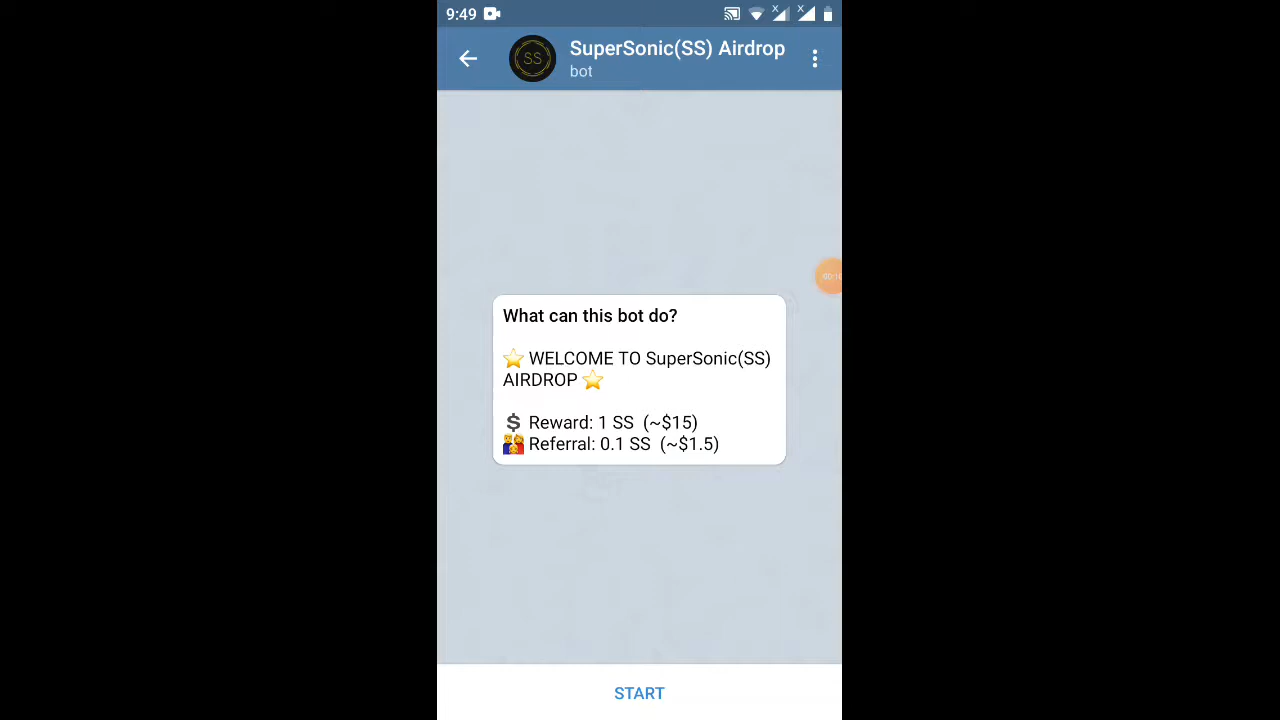 9:49
SuperSonic(SS) Airdrop
SS
bot
What can this bot do?
⭐ WELCOME TO SuperSonic(SS)
AIRDROP ⭐
💲 Reward: 1 SS (~$15)
👨‍👩‍👧 Referral: 0.1 SS (~$1.5)
START